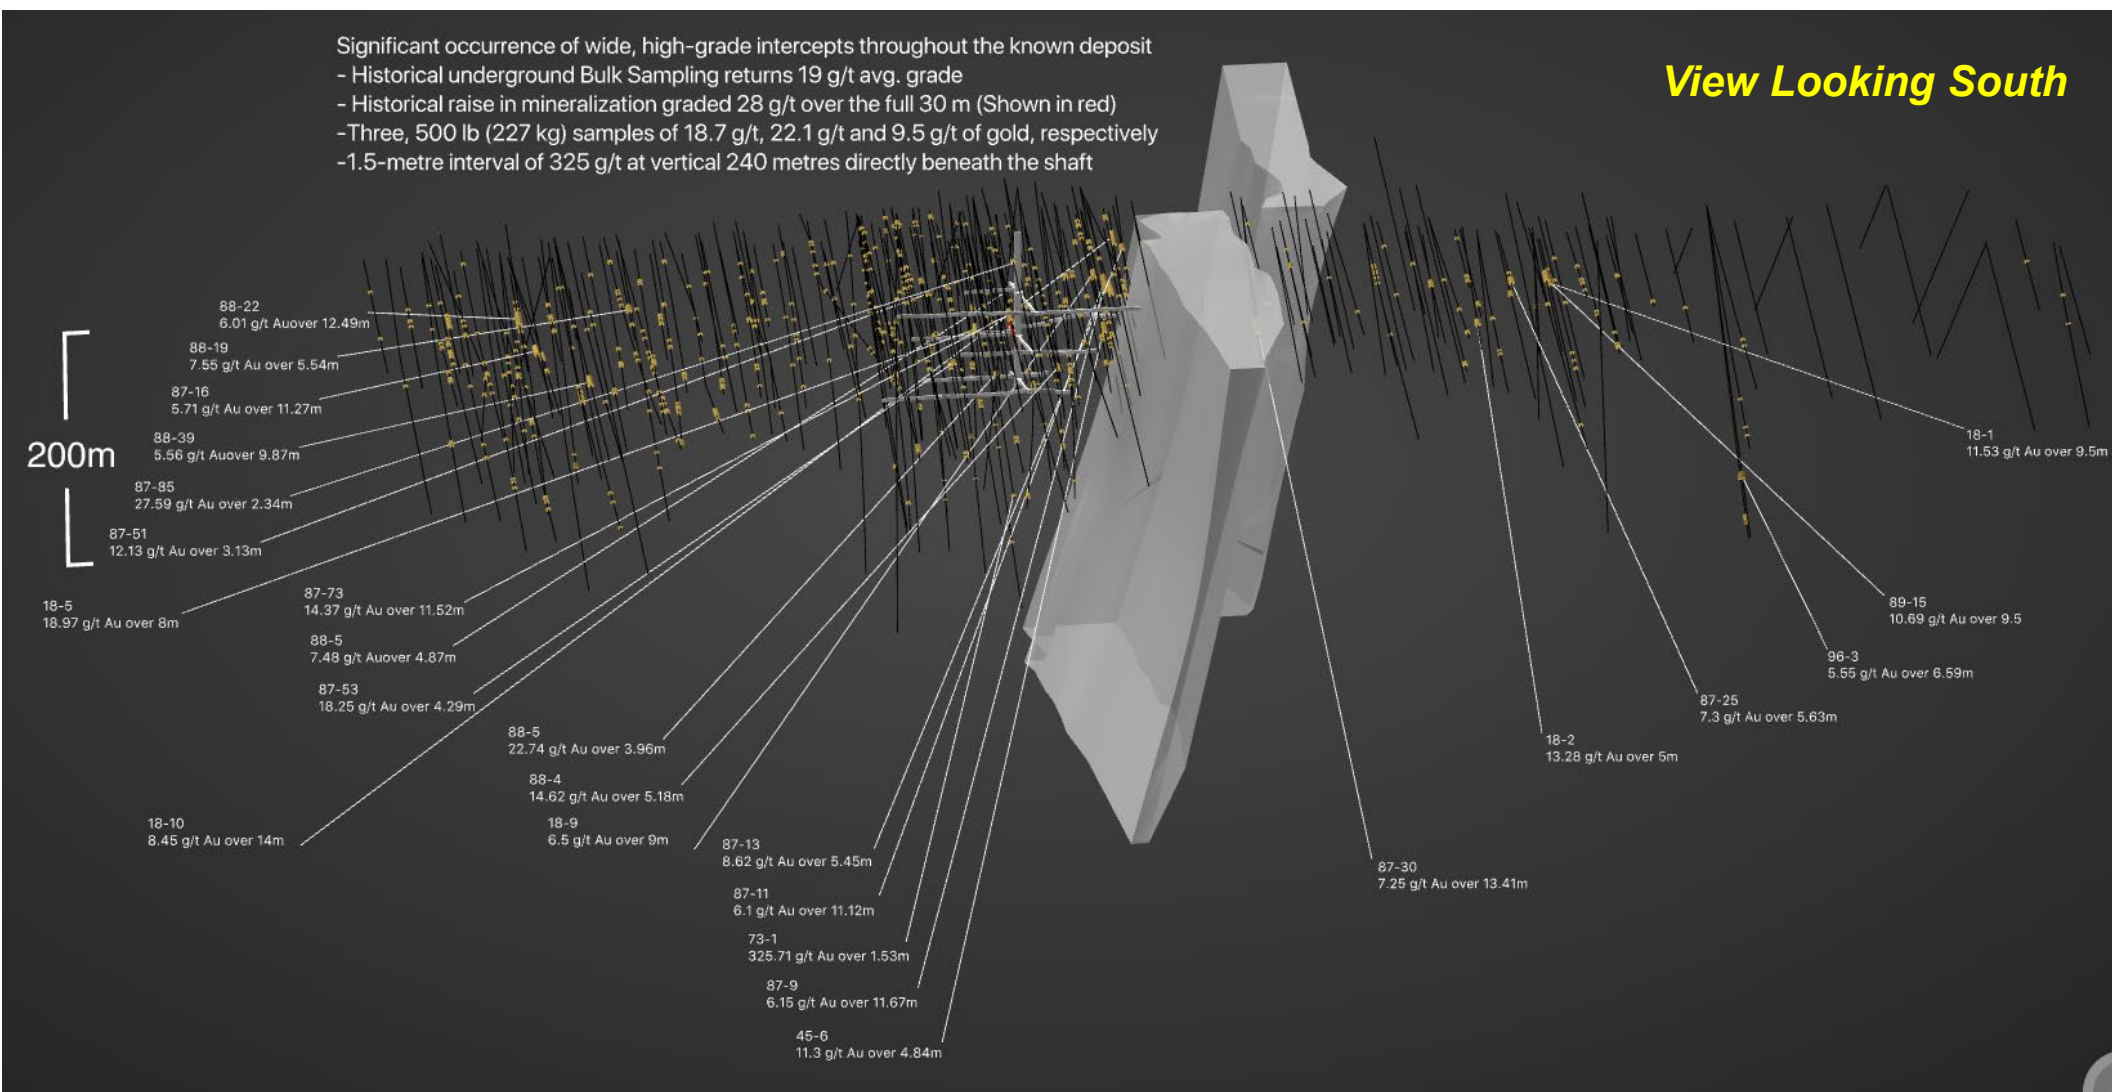 Significant occurrence of wide, high-grade intercepts throughout the known deposit
- Historical underground Bulk Sampling returns 19 g/t avg. grade
- Historical raise in mineralization graded 28 g/t over the full 30 m (Shown in red)
-Three, 500 lb (227 kg) samples of 18.7 g/t, 22.1 g/t and 9.5 g/t of gold, respectively
-1.5-metre interval of 325 g/t at vertical 240 metres directly beneath the shaft
View Looking South
200m
88-22
6.01 g/t Auover 12.49m
88-19
7.55 g/t Au over 5.54m
87-16
5.71 g/t Au over 11.27m
88-39
5.56 g/t Auover 9.87m
87-85
27.59 g/t Au over 2.34m
87-51
12.13 g/t Au over 3.13m
18-5
18.97 g/t Au over 8m
87-73
14.37 g/t Au over 11.52m
88-5
7.48 g/t Auover 4.87m
87-53
18.25 g/t Au over 4.29m
18-10
8.45 g/t Au over 14m
88-5
22.74 g/t Au over 3.96m
88-4
14.62 g/t Au over 5.18m
18-9
6.5 g/t Au over 9m
87-13
8.62 g/t Au over 5.45m
87-11
6.1 g/t Au over 11.12m
73-1
325.71 g/t Au over 1.53m
87-9
6.15 g/t Au over 11.67m
45-6
11.3 g/t Au over 4.84m
87-30
7.25 g/t Au over 13.41m
18-2
13.28 g/t Au over 5m
87-25
7.3 g/t Au over 5.63m
96-3
5.55 g/t Au over 6.59m
89-15
10.69 g/t Au over 9.5
18-1
11.53 g/t Au over 9.5m